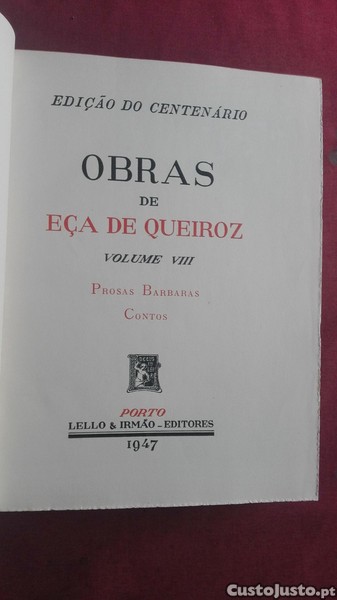 EDIÇÃO DO CENTENÁRIO
OBRAS
DE
EÇA DE QUEIROZ
VOLUME VIII
PROSAS BARBARAS
CONTOS
PORTO
LELLO & IRMÃO-EDITORES
1947
CustoJusto.pt